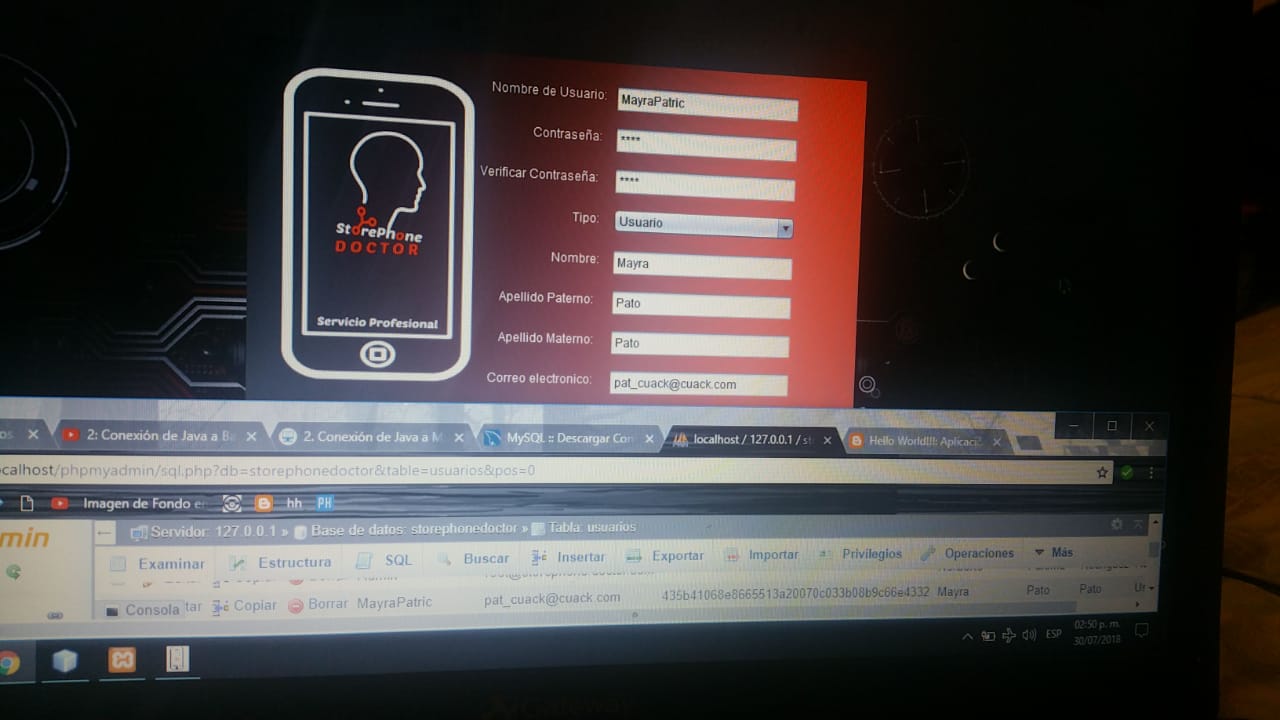 Nombre de Usuario: MayraPatric
Contraseña: ****
Verificar Contraseña: ****
Tipo: Usuario
Nombre: Mayra
Apellido Paterno: Pato
Apellido Materno: Pato
Correo electronico: pat_cuack@cuack.com
StorePhone
DOCTOR
Servicio Profesional
2: Conexión de Java a Ba
2. Conexión de Java a M
MySQL :: Descargar Con
localhost / 127.0.0.1 / st
Hello World!!!: Aplicaci
ocalhost/phpmyadmin/sql.php?db=storephonedoctor&table=usuarios&pos=0
Imagen de Fondo en
hh
PH
min
Servidor: 127.0.0.1 » Base de datos: storephonedoctor » Tabla: usuarios
Examinar Estructura SQL Buscar Insertar Exportar Importar Privilegios Operaciones Más
Consola
tar Copiar Borrar MayraPatric pat_cuack@cuack.com 435b41068e8665513a20070c033b08b9c66e4332 Mayra Pato Pato
ESP
02:50 p. m.
30/07/2018
Gateway